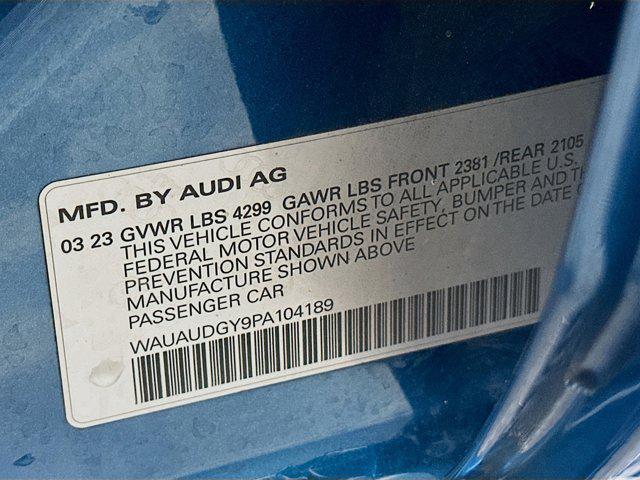 MFD. BY AUDI AG
03 23 GVWR LBS 4299 GAWR LBS FRONT 2381 /REAR 2105
THIS VEHICLE CONFORMS TO ALL APPLICABLE U.S.
FEDERAL MOTOR VEHICLE SAFETY, BUMPER AND
PREVENTION STANDARDS IN EFFECT ON THE DATE
MANUFACTURE SHOWN ABOVE
PASSENGER CAR
WAUAUDGY9PA104189